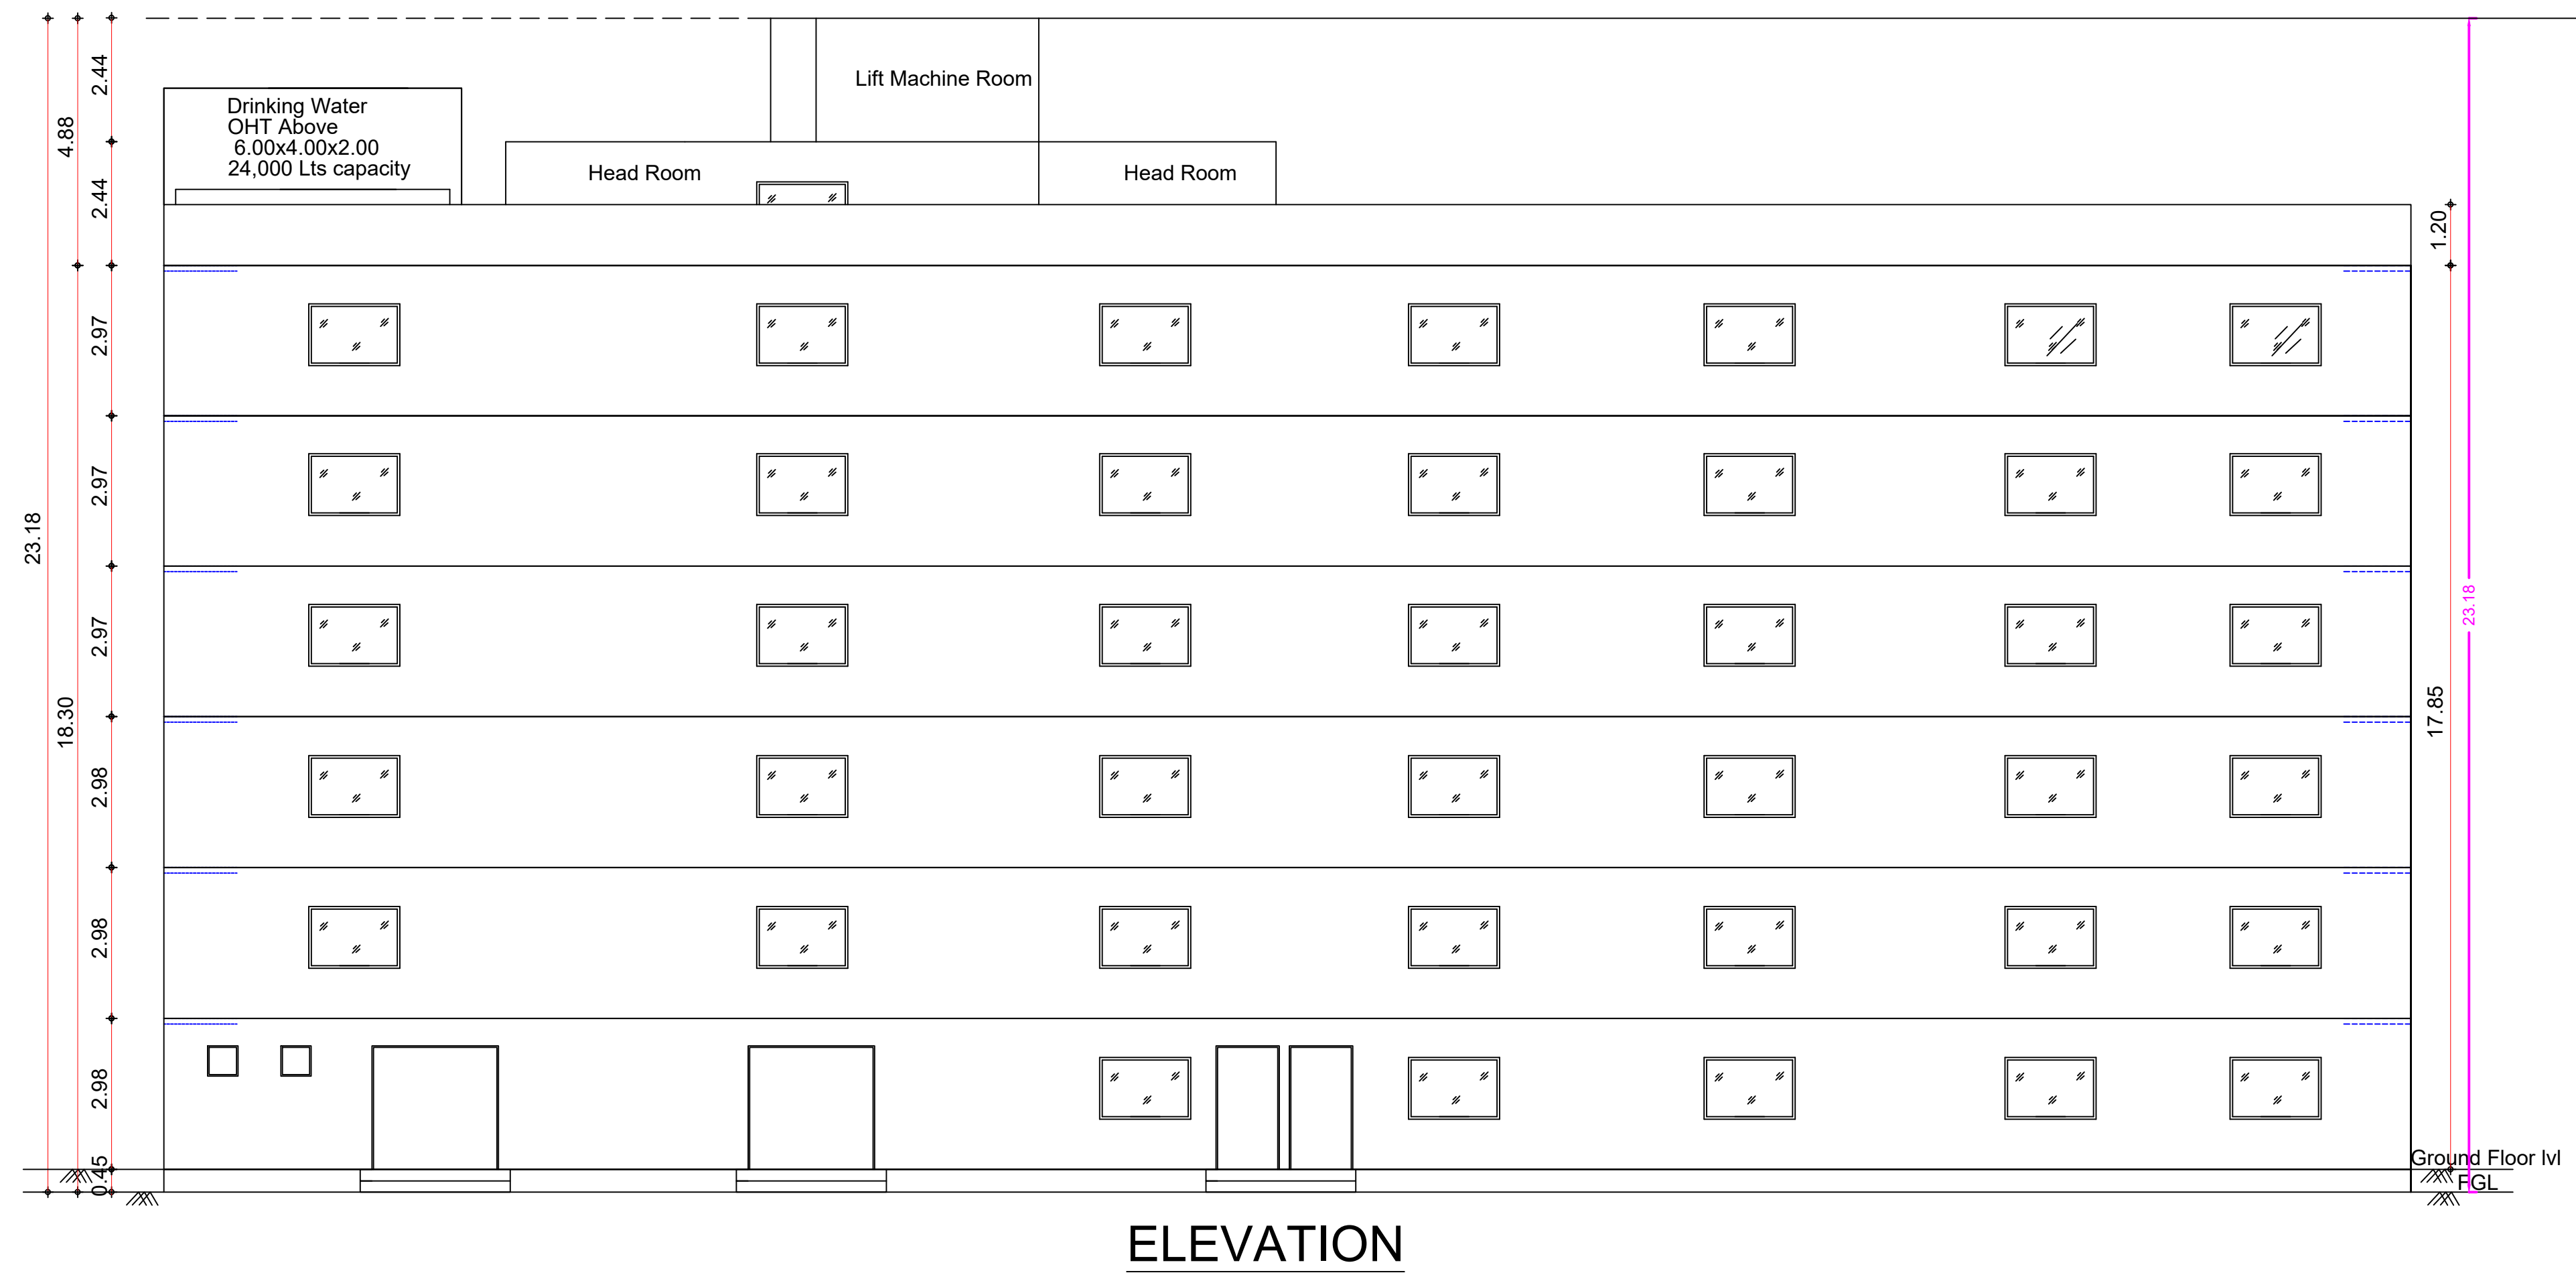 2.44
Lift Machine Room
Drinking Water
OHT Above
6.00x4.00x2.00
24,000 Lts capacity
4.88
Head Room
Head Room
2.44
1.20
2.97
2.97
23.18
23.18
2.97
18.30
17.85
2.98
2.98
2.98
0.45
Ground Floor lvl
FGL
ELEVATION